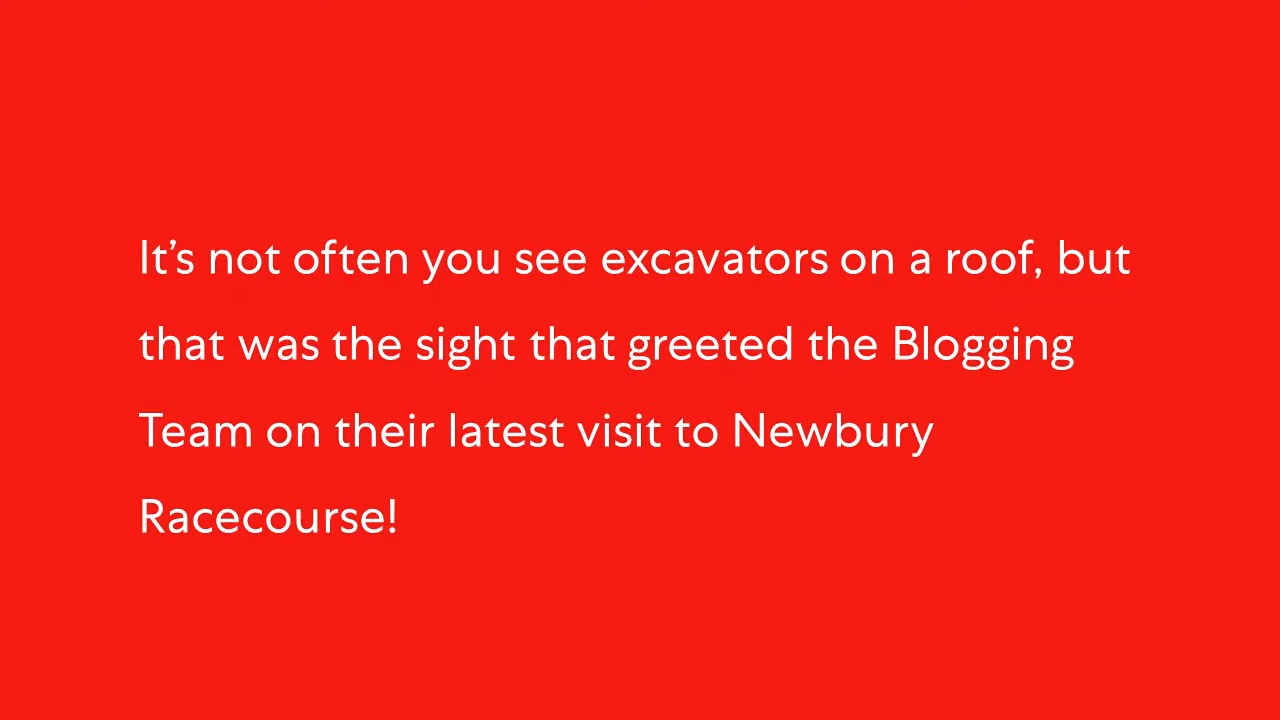 It’s not often you see excavators on a roof, but
that was the sight that greeted the Blogging
Team on their latest visit to Newbury
Racecourse!